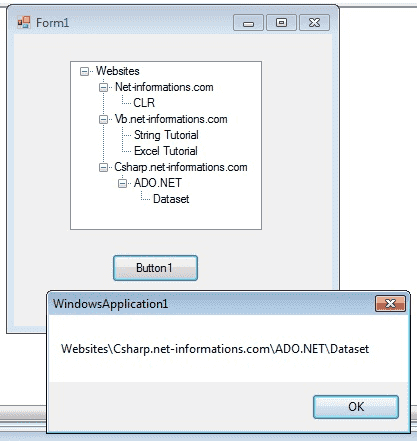 Form1
Websites
Net-informations.com
CLR
Vb.net-informations.com
String Tutorial
Excel Tutorial
Csharp.net-informations.com
ADO.NET
Dataset
Button1
WindowsApplication1
Websites\Csharp.net-informations.com\ADO.NET\Dataset
OK